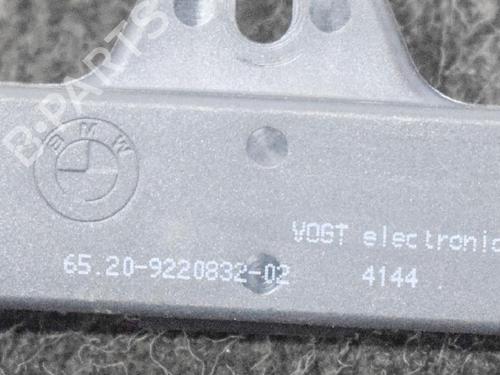 B-PARTS
BMW
VOGT electronic
65.20-9220832-02 4144